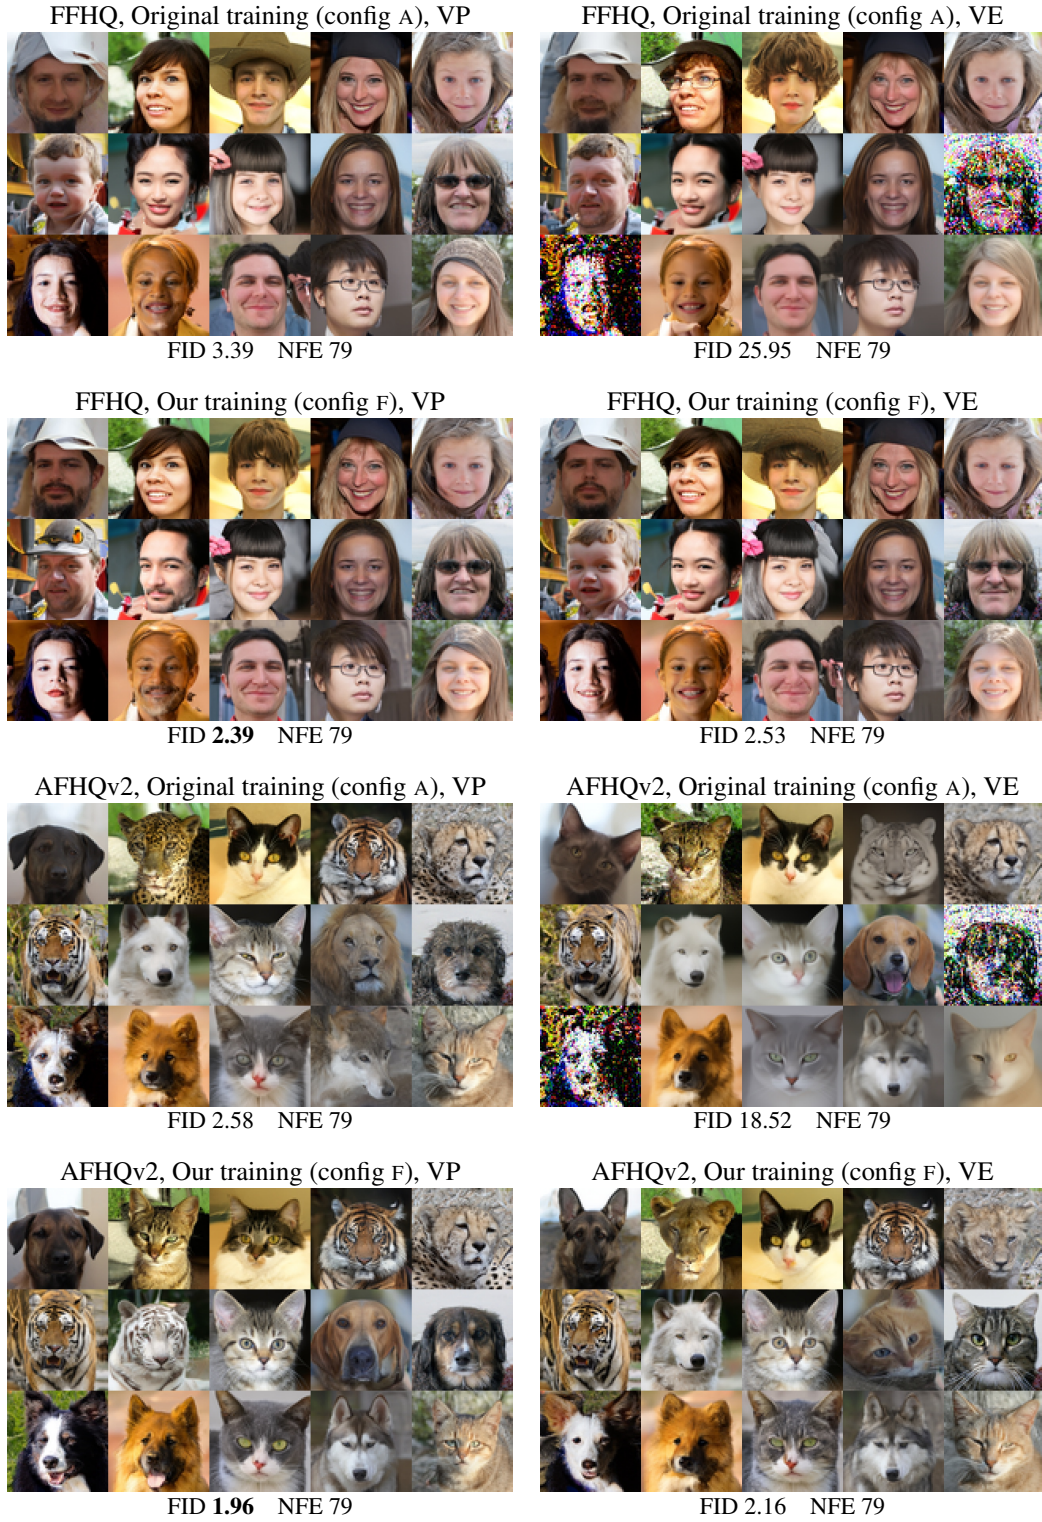 FFHQ, Original training (config A), VP
FFHQ, Original training (config A), VE
FID 3.39 NFE 79
FID 25.95 NFE 79
FFHQ, Our training (config F), VP
FFHQ, Our training (config F), VE
FID 2.39 NFE 79
FID 2.53 NFE 79
AFHQv2, Original training (config A), VP
AFHQv2, Original training (config A), VE
FID 2.58 NFE 79
FID 18.52 NFE 79
AFHQv2, Our training (config F), VP
AFHQv2, Our training (config F), VE
FID 1.96 NFE 79
FID 2.16 NFE 79